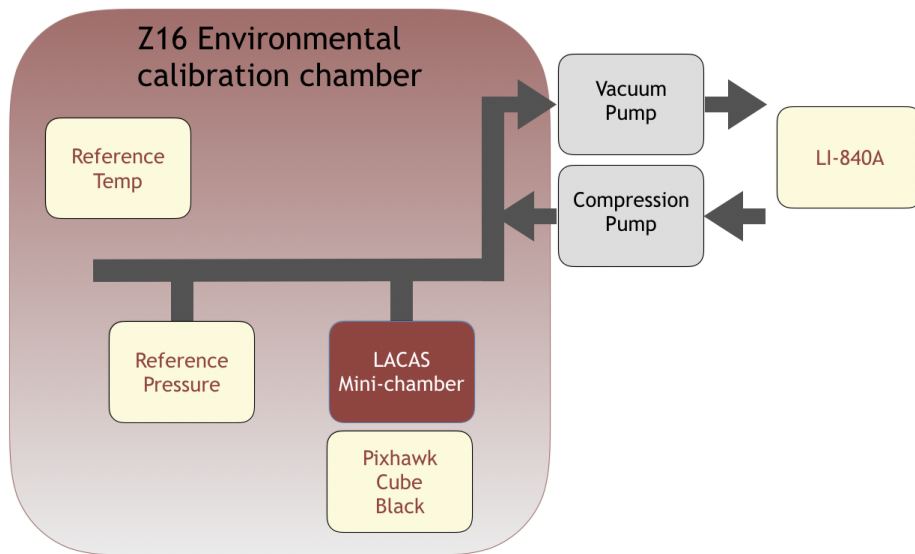 Z16 Environmental
calibration chamber
Reference
Temp
Vacuum
Pump
LI-840A
Compression
Pump
Reference
Pressure
LACAS
Mini-chamber
Pixhawk
Cube
Black